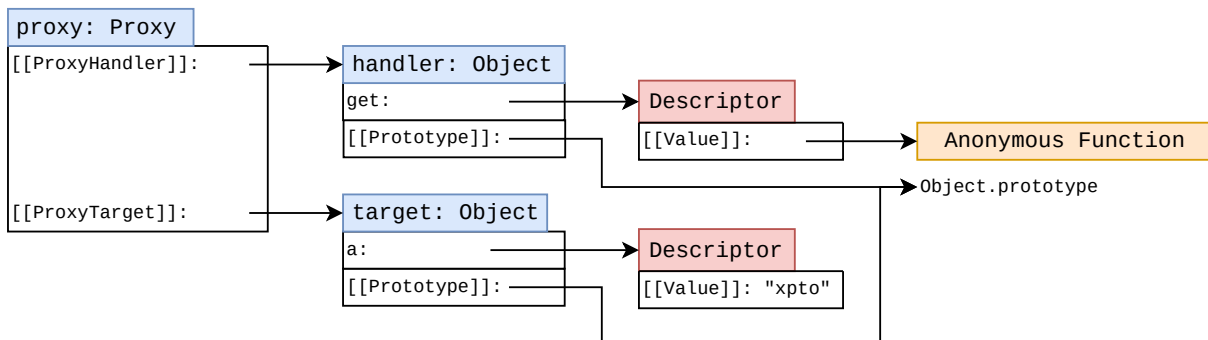 proxy: Proxy
[[ProxyHandler]]:
handler: Object
get:
Descriptor
[[Prototype]]:
[[Value]]:
Anonymous Function
Object.prototype
[[ProxyTarget]]:
target: Object
a:
Descriptor
[[Prototype]]:
[[Value]]: "xpto"